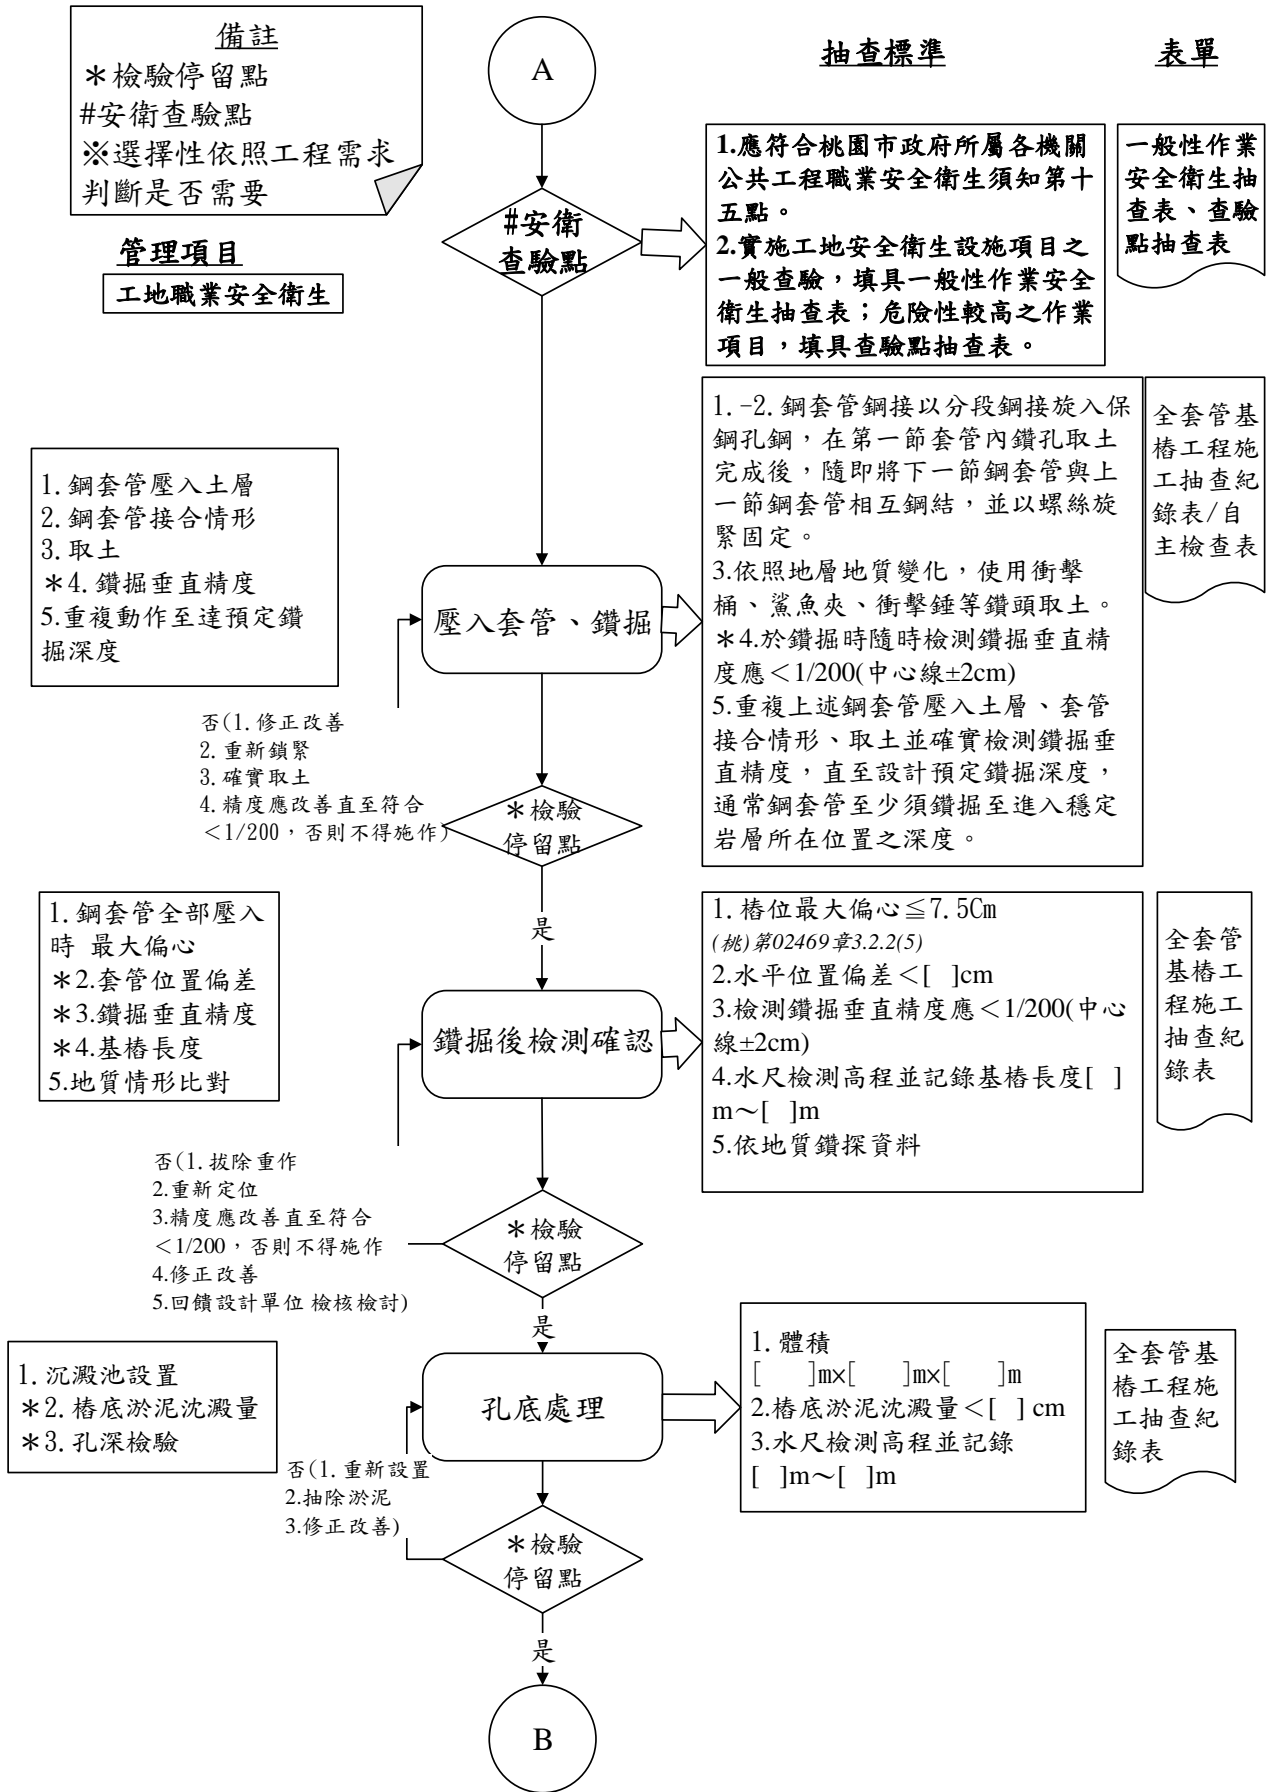 備註
＊檢驗停留點
#安衛查驗點
※選擇性依照工程需求
判斷是否需要
A
抽查標準
表單
管理項目
工地職業安全衛生
#安衛
查驗點
1.應符合桃園市政府所屬各機關
公共工程職業安全衛生須知第十
五點。
2.實施工地安全衛生設施項目之
一般查驗，填具一般性作業安全
衛生抽查表；危險性較高之作業
項目，填具查驗點抽查表。
一般性作業
安全衛生抽
查表、查驗
點抽查表
1.鋼套管壓入土層
2.鋼套管接合情形
3.取土
＊4.鑽掘垂直精度
5.重複動作至達預定鑽
掘深度
壓入套管、鑽掘
1.-2.鋼套管鋼接以分段鋼接旋入保
鋼孔鋼，在第一節套管內鑽孔取土
完成後，隨即將下一節鋼套管與上
一節鋼套管相互鋼結，並以螺絲旋
緊固定。
3.依照地層地質變化，使用衝擊
桶、鯊魚夾、衝擊錘等鑽頭取土。
＊4.於鑽掘時隨時檢測鑽掘垂直精
度應＜1/200(中心線±2cm)
5.重複上述鋼套管壓入土層、套管
接合情形、取土並確實檢測鑽掘垂
直精度，直至設計預定鑽掘深度，
通常鋼套管至少須鑽掘至進入穩定
岩層所在位置之深度。
全套管基
樁工程施
工抽查紀
錄表/自
主檢查表
否(1.修正改善
2.重新鎖緊
3.確實取土
4.精度應改善直至符合
＜1/200，否則不得施作)
＊檢驗
停留點
是
1.鋼套管全部壓入
時 最大偏心
＊2.套管位置偏差
＊3.鑽掘垂直精度
＊4.基樁長度
5.地質情形比對
鑽掘後檢測確認
1.樁位最大偏心≦7.5Cm
(桃)第02469章3.2.2(5)
2.水平位置偏差＜[ ]cm
3.檢測鑽掘垂直精度應＜1/200(中心
線±2cm)
4.水尺檢測高程並記錄基樁長度[ ]
m～[ ]m
5.依地質鑽探資料
全套管
基樁工
程施工
抽查紀
錄表
否(1.拔除重作
2.重新定位
3.精度應改善直至符合
＜1/200，否則不得施作
4.修正改善
5.回饋設計單位 檢核檢討)
＊檢驗
停留點
是
1.沉澱池設置
＊2.樁底淤泥沈澱量
＊3.孔深檢驗
孔底處理
1.體積
[ ]m×[ ]m×[ ]m
2.樁底淤泥沈澱量＜[ ] cm
3.水尺檢測高程並記錄
[ ]m～[ ]m
全套管基
樁工程施
工抽查紀
錄表
否(1.重新設置
2.抽除淤泥
3.修正改善)
＊檢驗
停留點
是
B